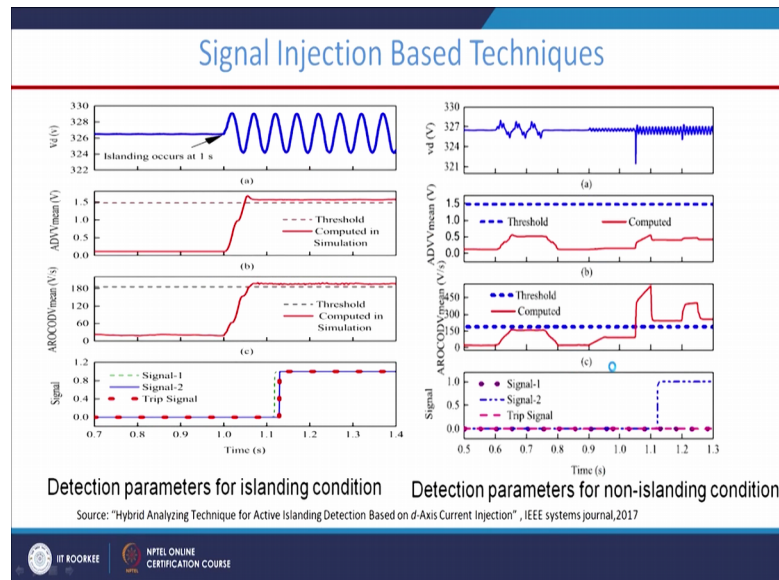 Signal Injection Based Techniques
330
328
326
324
322
Vd (v)
Islanding occurs at 1 s
(a)
1.5
1.0
0.5
0.0
ADVVmean (V)
Threshold
Computed in
Simulation
(b)
180
120
60
0
AROCODVmean (V/s)
Threshold
Computed in
Simulation
(c)
1.2
0.8
0.4
0.0
Signal
Signal-1
Signal-2
Trip Signal
0.7 0.8 0.9 1.0 1.1 1.2 1.3 1.4
Time (s)
330
327
324
321
vd (V)
(a)
1.5
1.0
0.5
0.0
ADVVmean (V)
Threshold Computed
(b)
450
300
150
0
AROCODVmean (V/s)
Threshold
Computed
(c)
1.0
0.5
0.0
Signal
Signal-1
Signal-2
Trip Signal
0.5 0.6 0.7 0.8 0.9 1.0 1.1 1.2 1.3
Time (s)
Detection parameters for islanding condition
Detection parameters for non-islanding condition
Source: "Hybrid Analyzing Technique for Active Islanding Detection Based on d-Axis Current Injection" , IEEE systems journal,2017
IIT ROORKEE
NPTEL ONLINE
CERTIFICATION COURSE